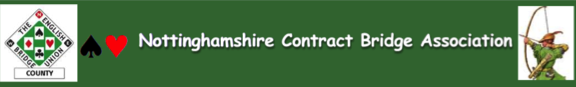 THE ENGLISH BRIDGE UNION
COUNTY
Nottinghamshire Contract Bridge Association